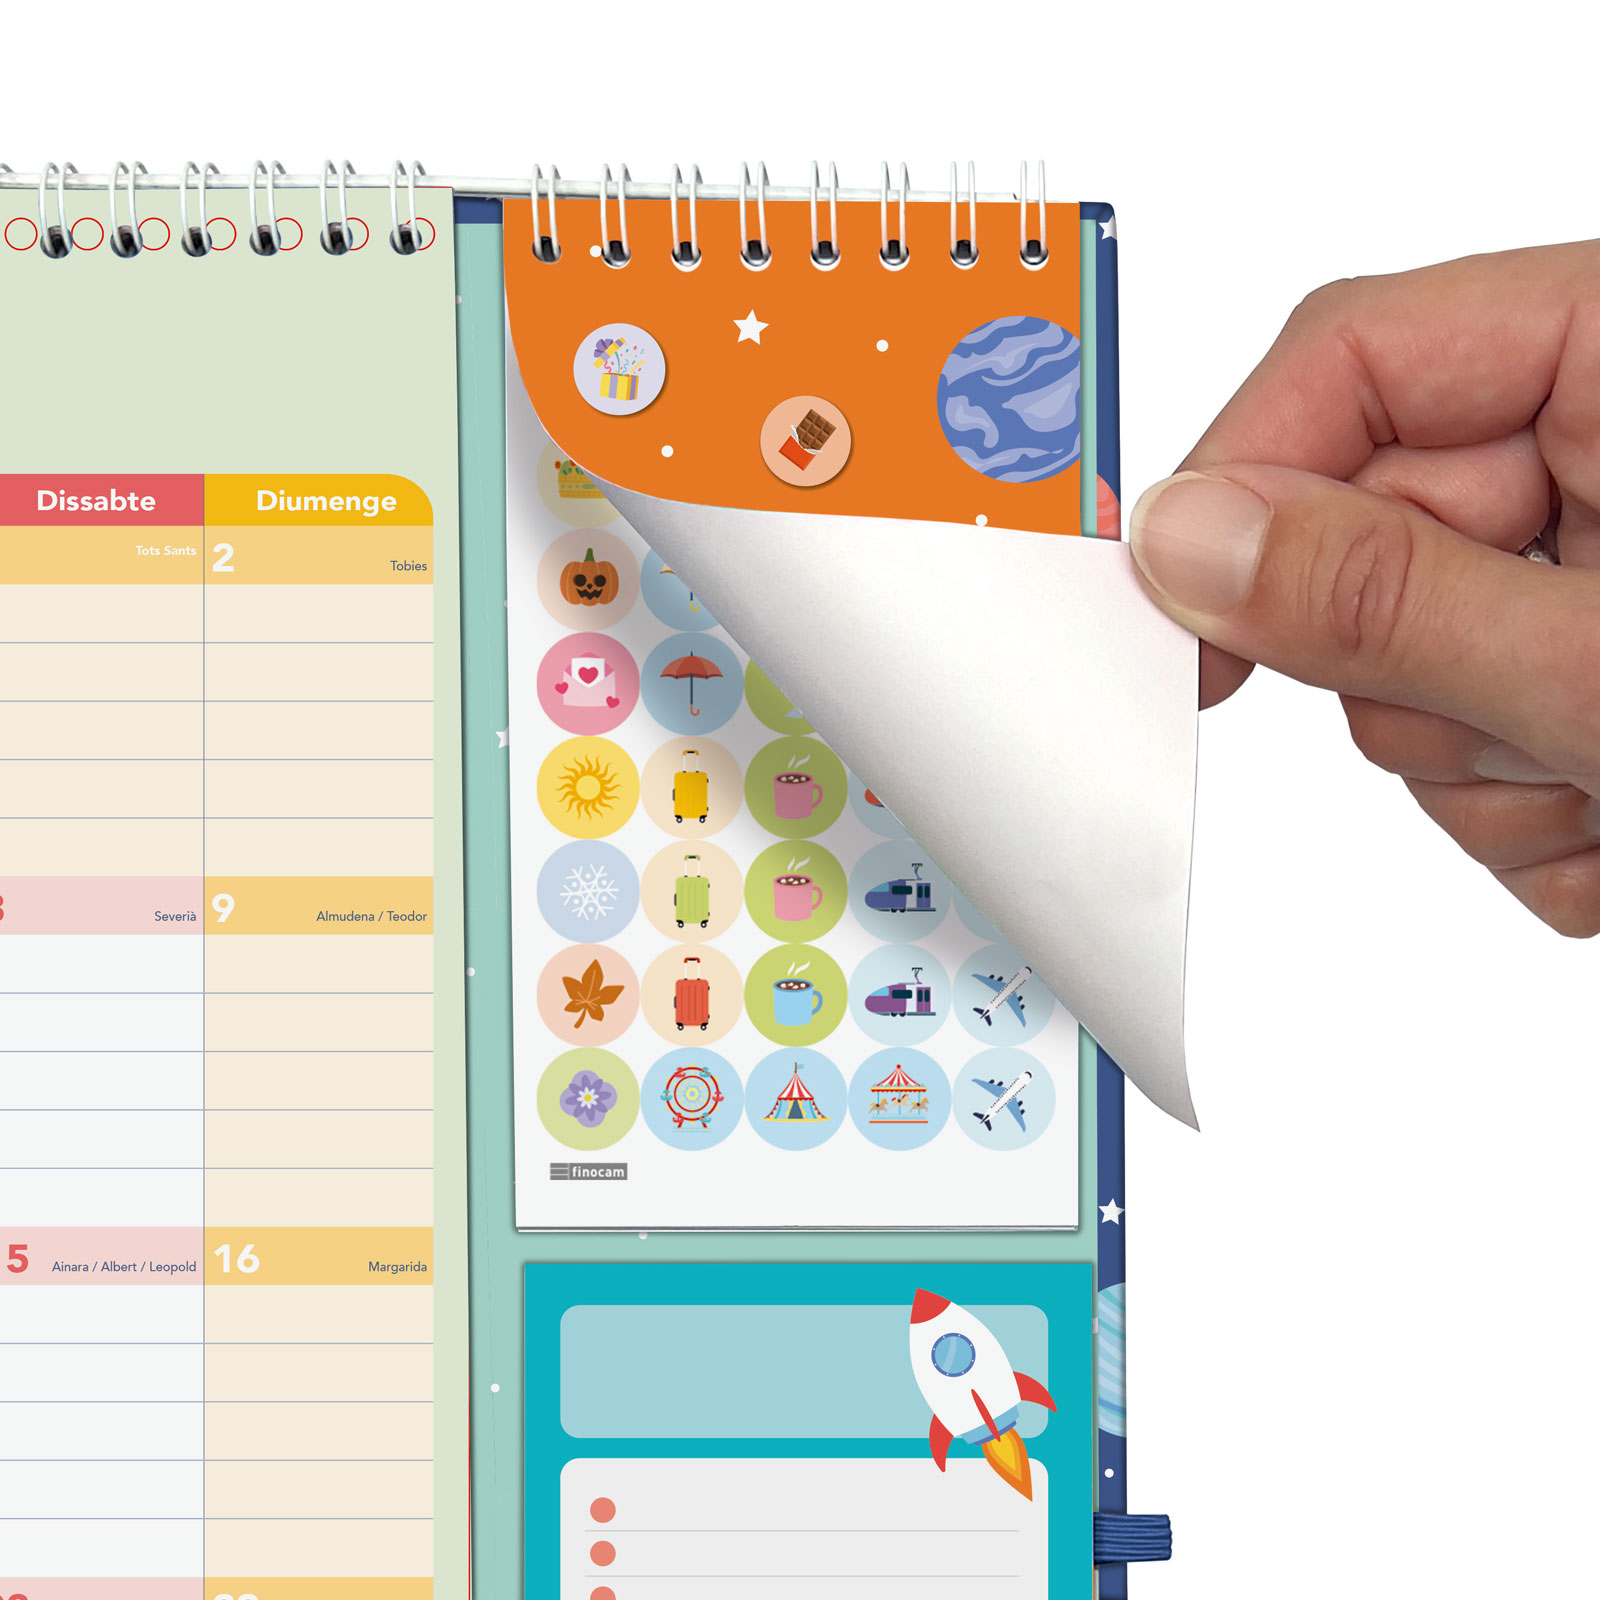 Dissabte Diumenge
Tots Sants
2 Tobies
Severià
9 Almudena / Teodor
5 Ainara / Albert / Leopold
16 Margarida
finocam